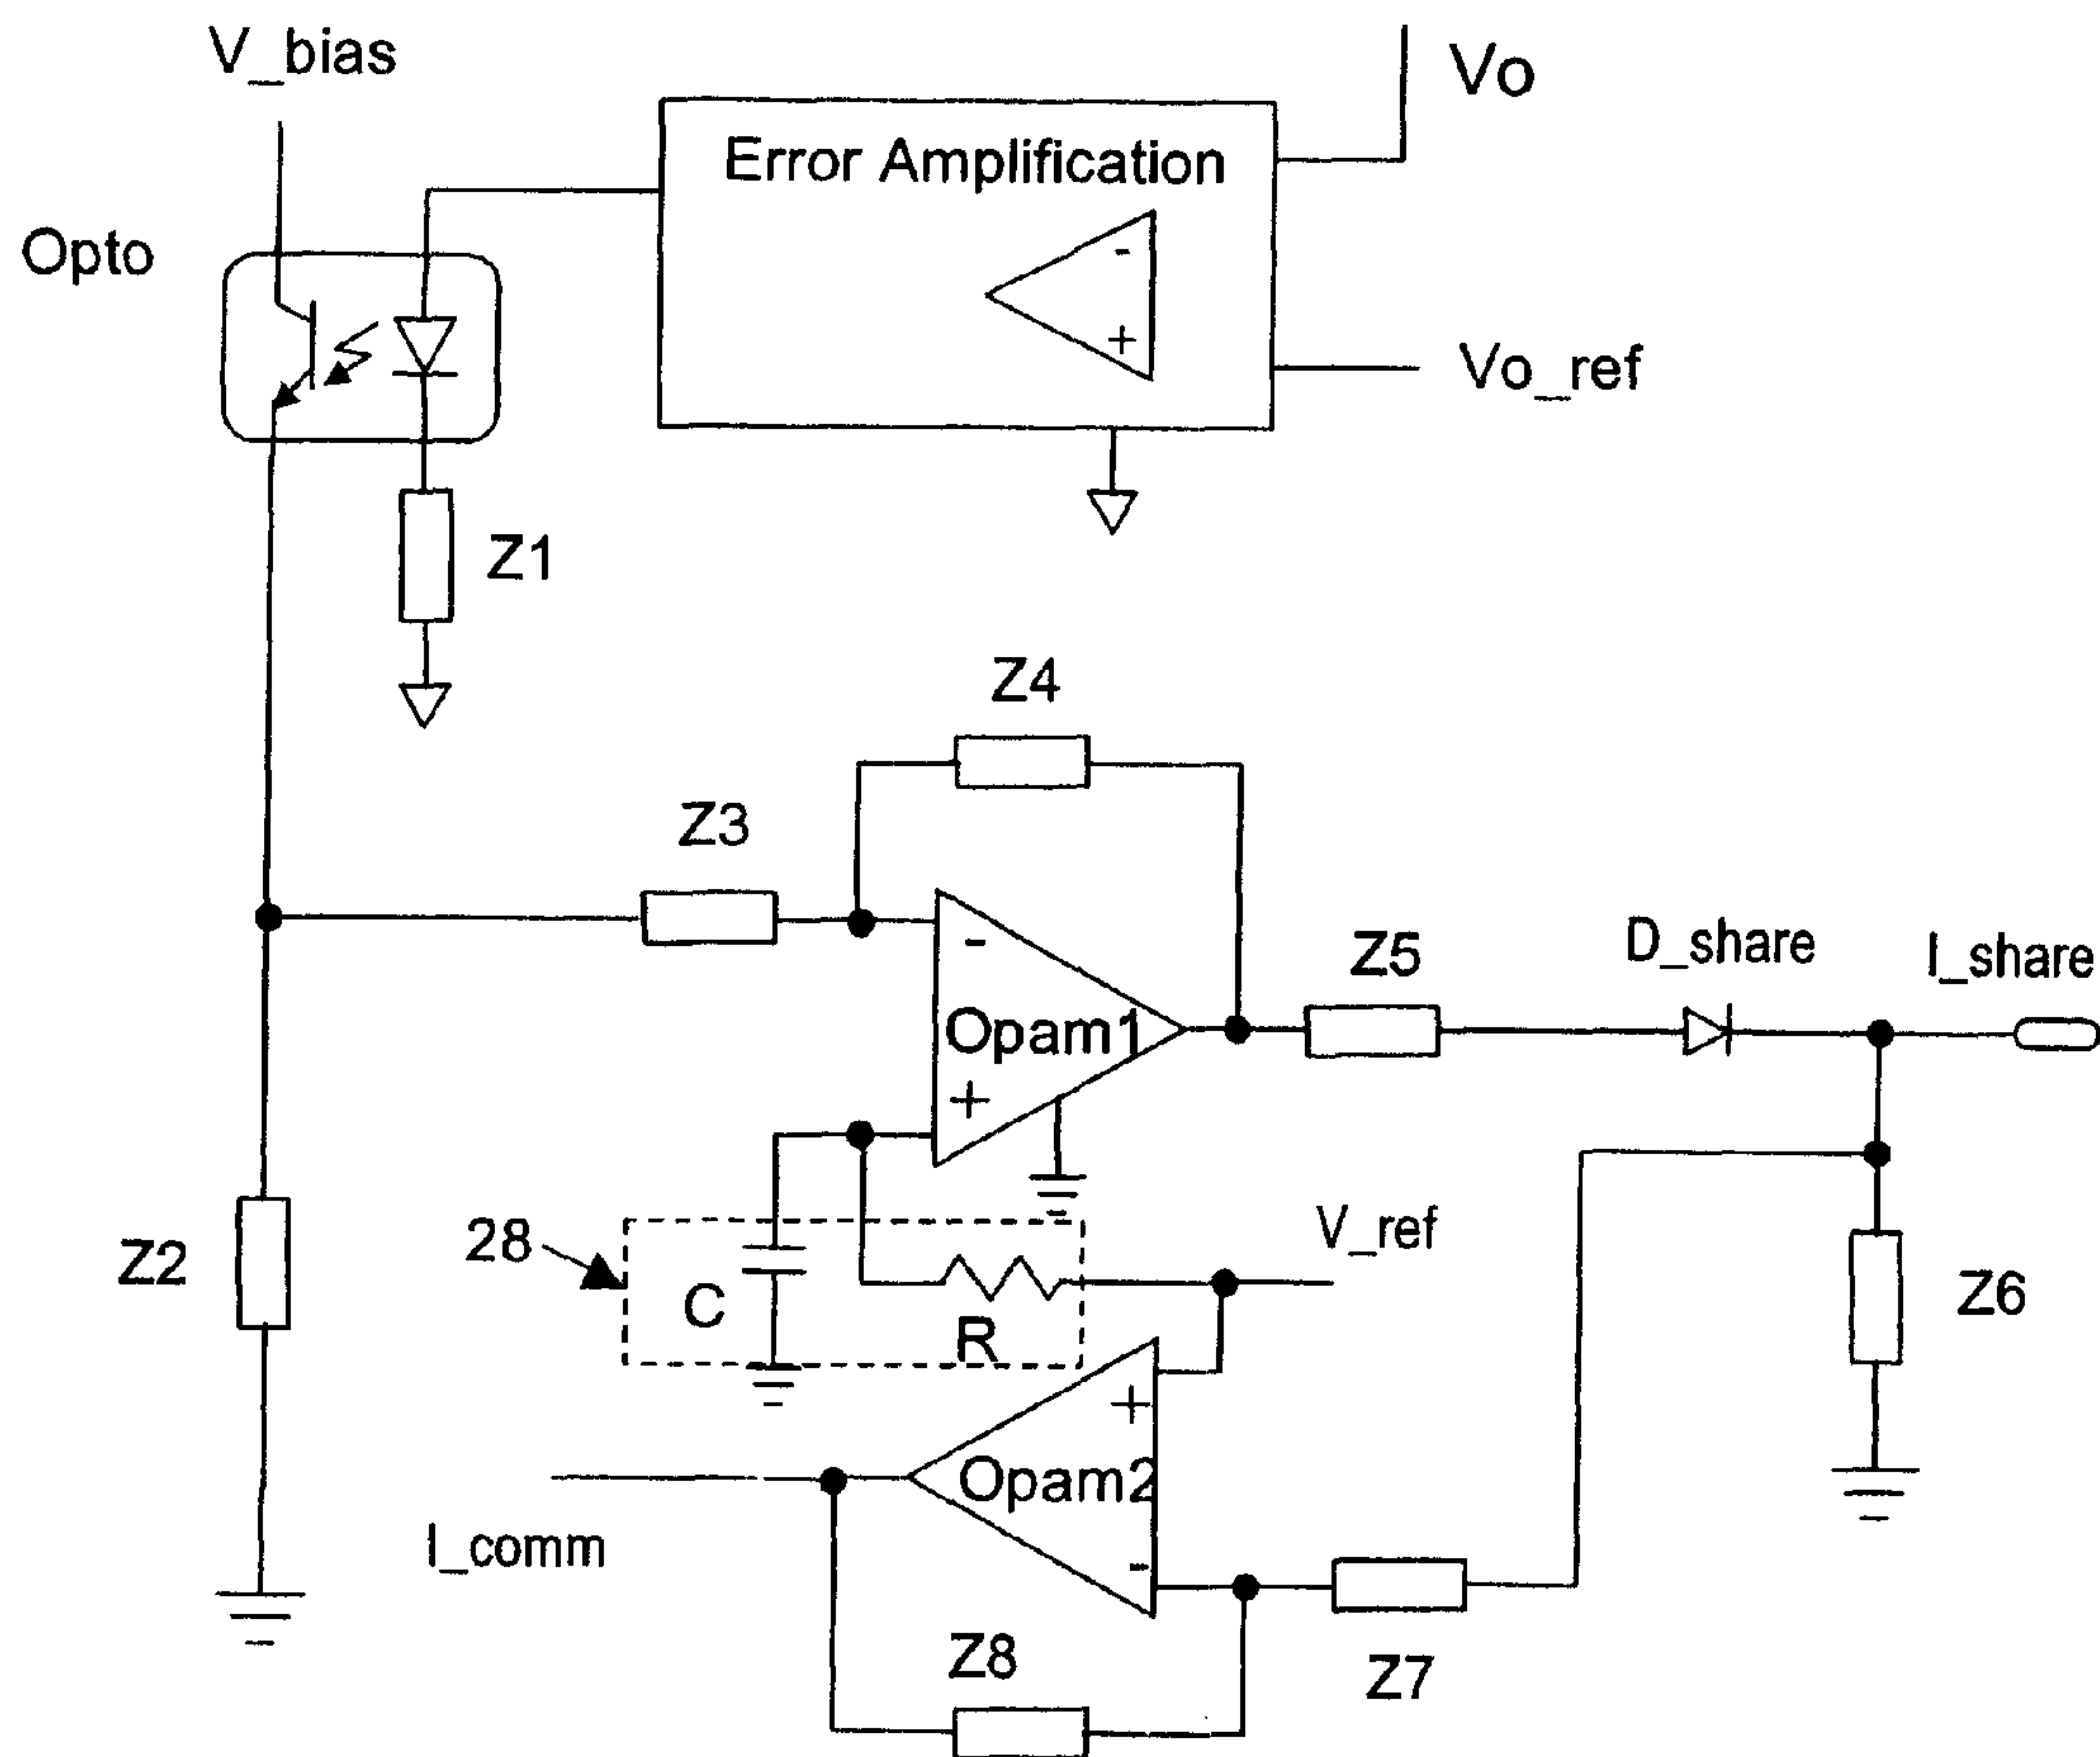 V_bias
Vo
Error Amplification
-
+
Opto
Vo_ref
Z1
Z4
Z3
-
Opam1
+
Z5
D_share
I_share
Z2
28
C
R
V_ref
Z6
+
Opam2
-
I_comm
Z8
Z7